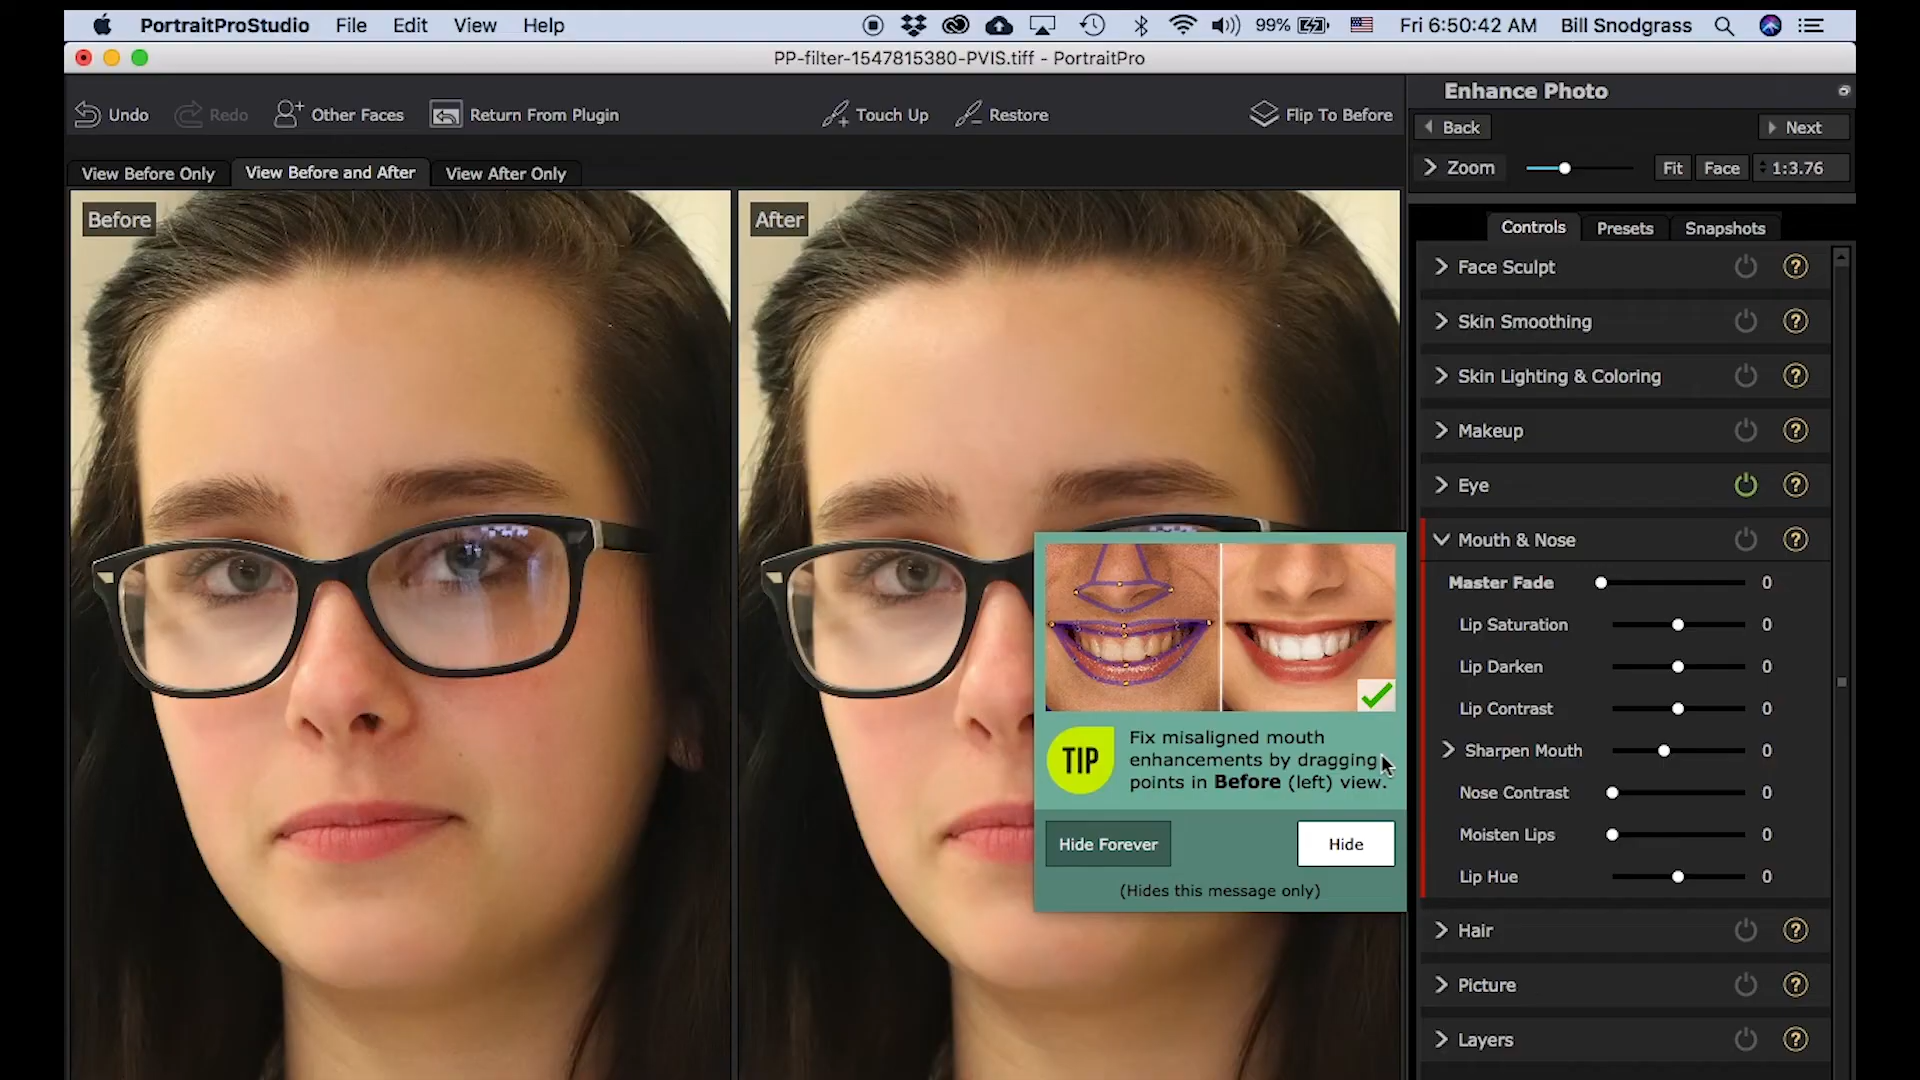 PortraitProStudio File Edit View Help 99% Fri 6:50:42 AM Bill Snodgrass
PP-filter-1547815380-PVIS.tiff - PortraitPro
Undo Redo Other Faces Return From Plugin Touch Up Restore Flip To Before
View Before Only View Before and After View After Only
Before
After
TIP
Fix misaligned mouth
enhancements by dragging
points in Before (left) view.
Hide Forever Hide
(Hides this message only)
Enhance Photo
Back Next
Zoom Fit Face 1:3.76
Controls Presets Snapshots
Face Sculpt ?
Skin Smoothing ?
Skin Lighting & Coloring ?
Makeup ?
Eye ?
Mouth & Nose ?
Master Fade 0
Lip Saturation 0
Lip Darken 0
Lip Contrast 0
Sharpen Mouth 0
Nose Contrast 0
Moisten Lips 0
Lip Hue 0
Hair ?
Picture ?
Layers ?